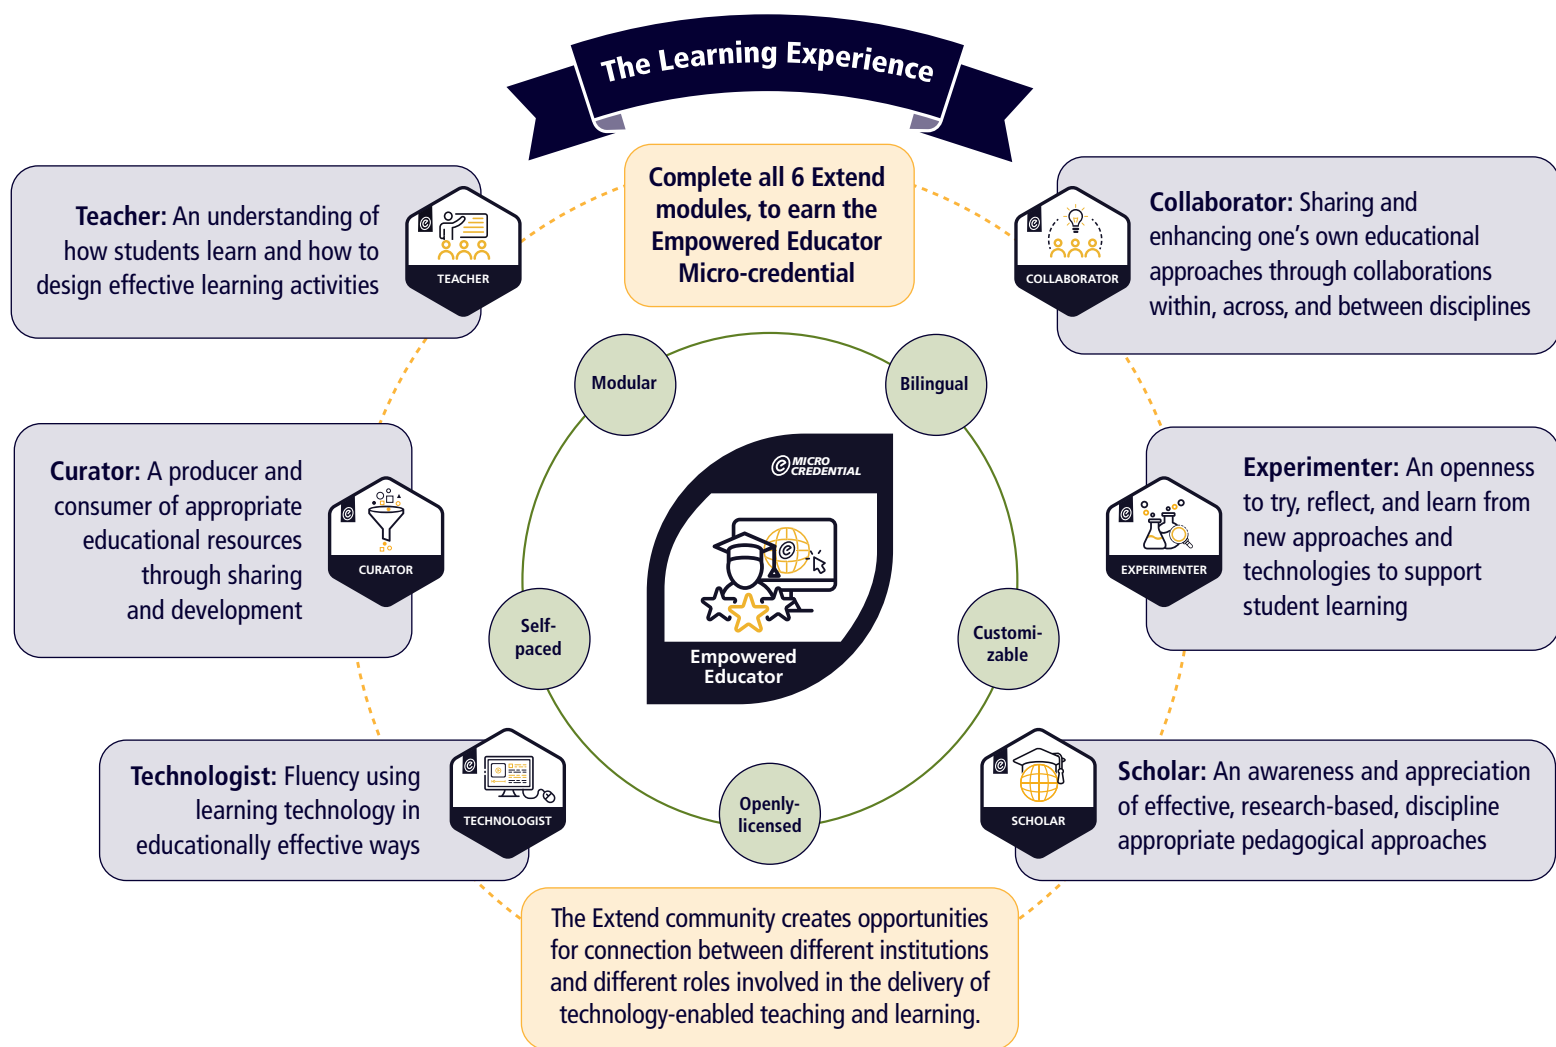 The Learning Experience
Complete all 6 Extend
modules, to earn the
Empowered Educator
Micro-credential
Teacher: An understanding of
how students learn and how to
design effective learning activities
TEACHER
Collaborator: Sharing and
enhancing one's own educational
approaches through collaborations
within, across, and between disciplines
COLLABORATOR
Modular
Bilingual
Curator: A producer and
consumer of appropriate
educational resources
through sharing
and development
CURATOR
e MICRO
CREDENTIAL
Empowered
Educator
Experimenter: An openness
to try, reflect, and learn from
new approaches and
technologies to support
student learning
EXPERIMENTER
Self-
paced
Customi-
zable
Technologist: Fluency using
learning technology in
educationally effective ways
TECHNOLOGIST
Openly-
licensed
Scholar: An awareness and appreciation
of effective, research-based, discipline
appropriate pedagogical approaches
SCHOLAR
The Extend community creates opportunities
for connection between different institutions
and different roles involved in the delivery of
technology-enabled teaching and learning.